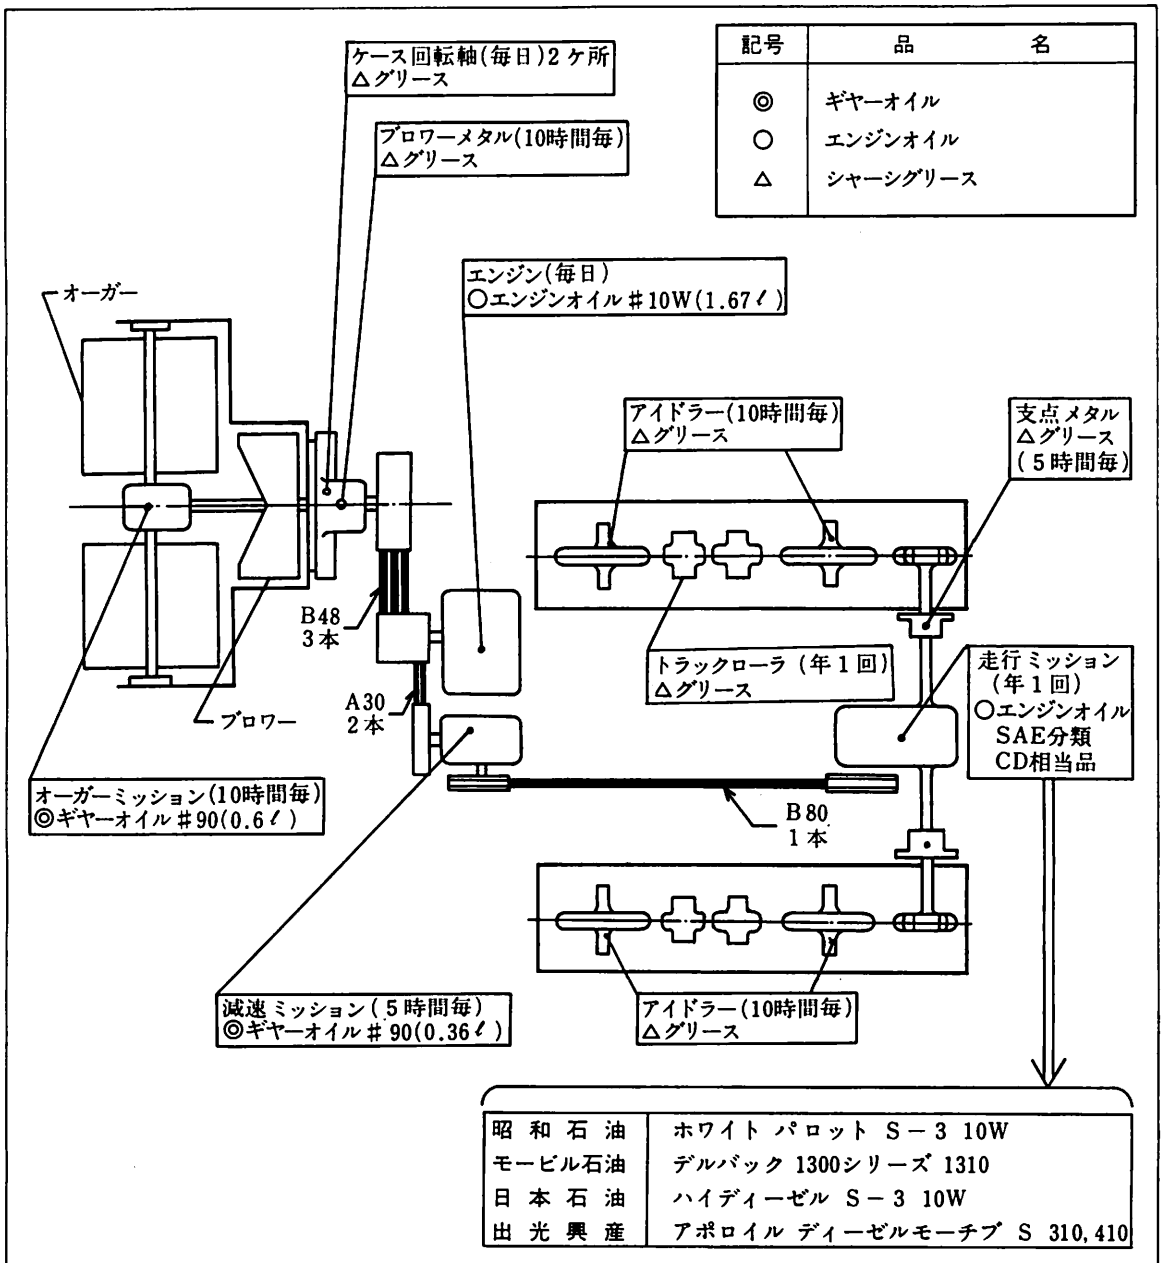 ケース回転軸(毎日)2ケ所
△グリース
ブロワーメタル(10時間毎)
△グリース
記号 品 名
◎ ギヤーオイル
○ エンジンオイル
△ シャーシグリース
エンジン(毎日)
○エンジンオイル#10W(1.67ℓ)
オーガー
アイドラー(10時間毎)
△グリース
支点メタル
△グリース
(5時間毎)
B48
3本
A30
2本
ブロワー
トラックローラ (年1回)
△グリース
走行ミッション
(年1回)
○エンジンオイル
SAE分類
CD相当品
オーガーミッション(10時間毎)
◎ギヤーオイル#90(0.6ℓ)
B80
1本
減速ミッション(5時間毎)
◎ギヤーオイル#90(0.36ℓ)
アイドラー(10時間毎)
△グリース
昭和石油 ホワイト パロット S-3 10W
モービル石油 デルバック 1300シリーズ 1310
日本石油 ハイディーゼル S-3 10W
出光興産 アポロイル ディーゼルモーチブ S 310,410